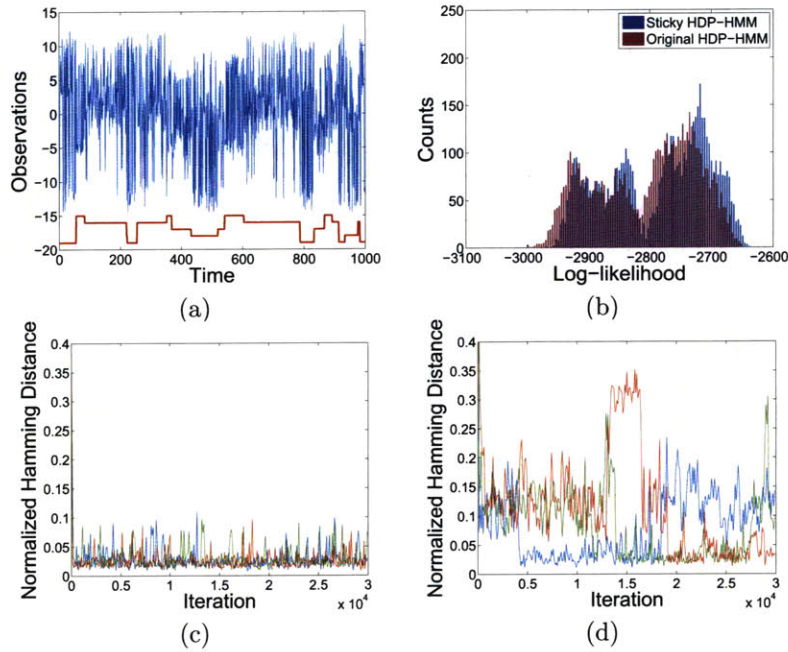 15
10
5
0
−5
−10
−15
−20
Observations
0 200 400 600 800 1000
Time
(a)
250
200
150
100
50
0
Counts
Sticky HDP−HMM
Original HDP−HMM
−3100 −3000 −2900 −2800 −2700 −2600
Log−likelihood
(b)
0.4
0.35
0.3
0.25
0.2
0.15
0.1
0.05
0
Normalized Hamming Distance
0 0.5 1 1.5 2 2.5 3
Iteration
x 10⁴
(c)
0.4
0.35
0.3
0.25
0.2
0.15
0.1
0.05
0
Normalized Hamming Distance
0 0.5 1 1.5 2 2.5 3
Iteration
x 10⁴
(d)